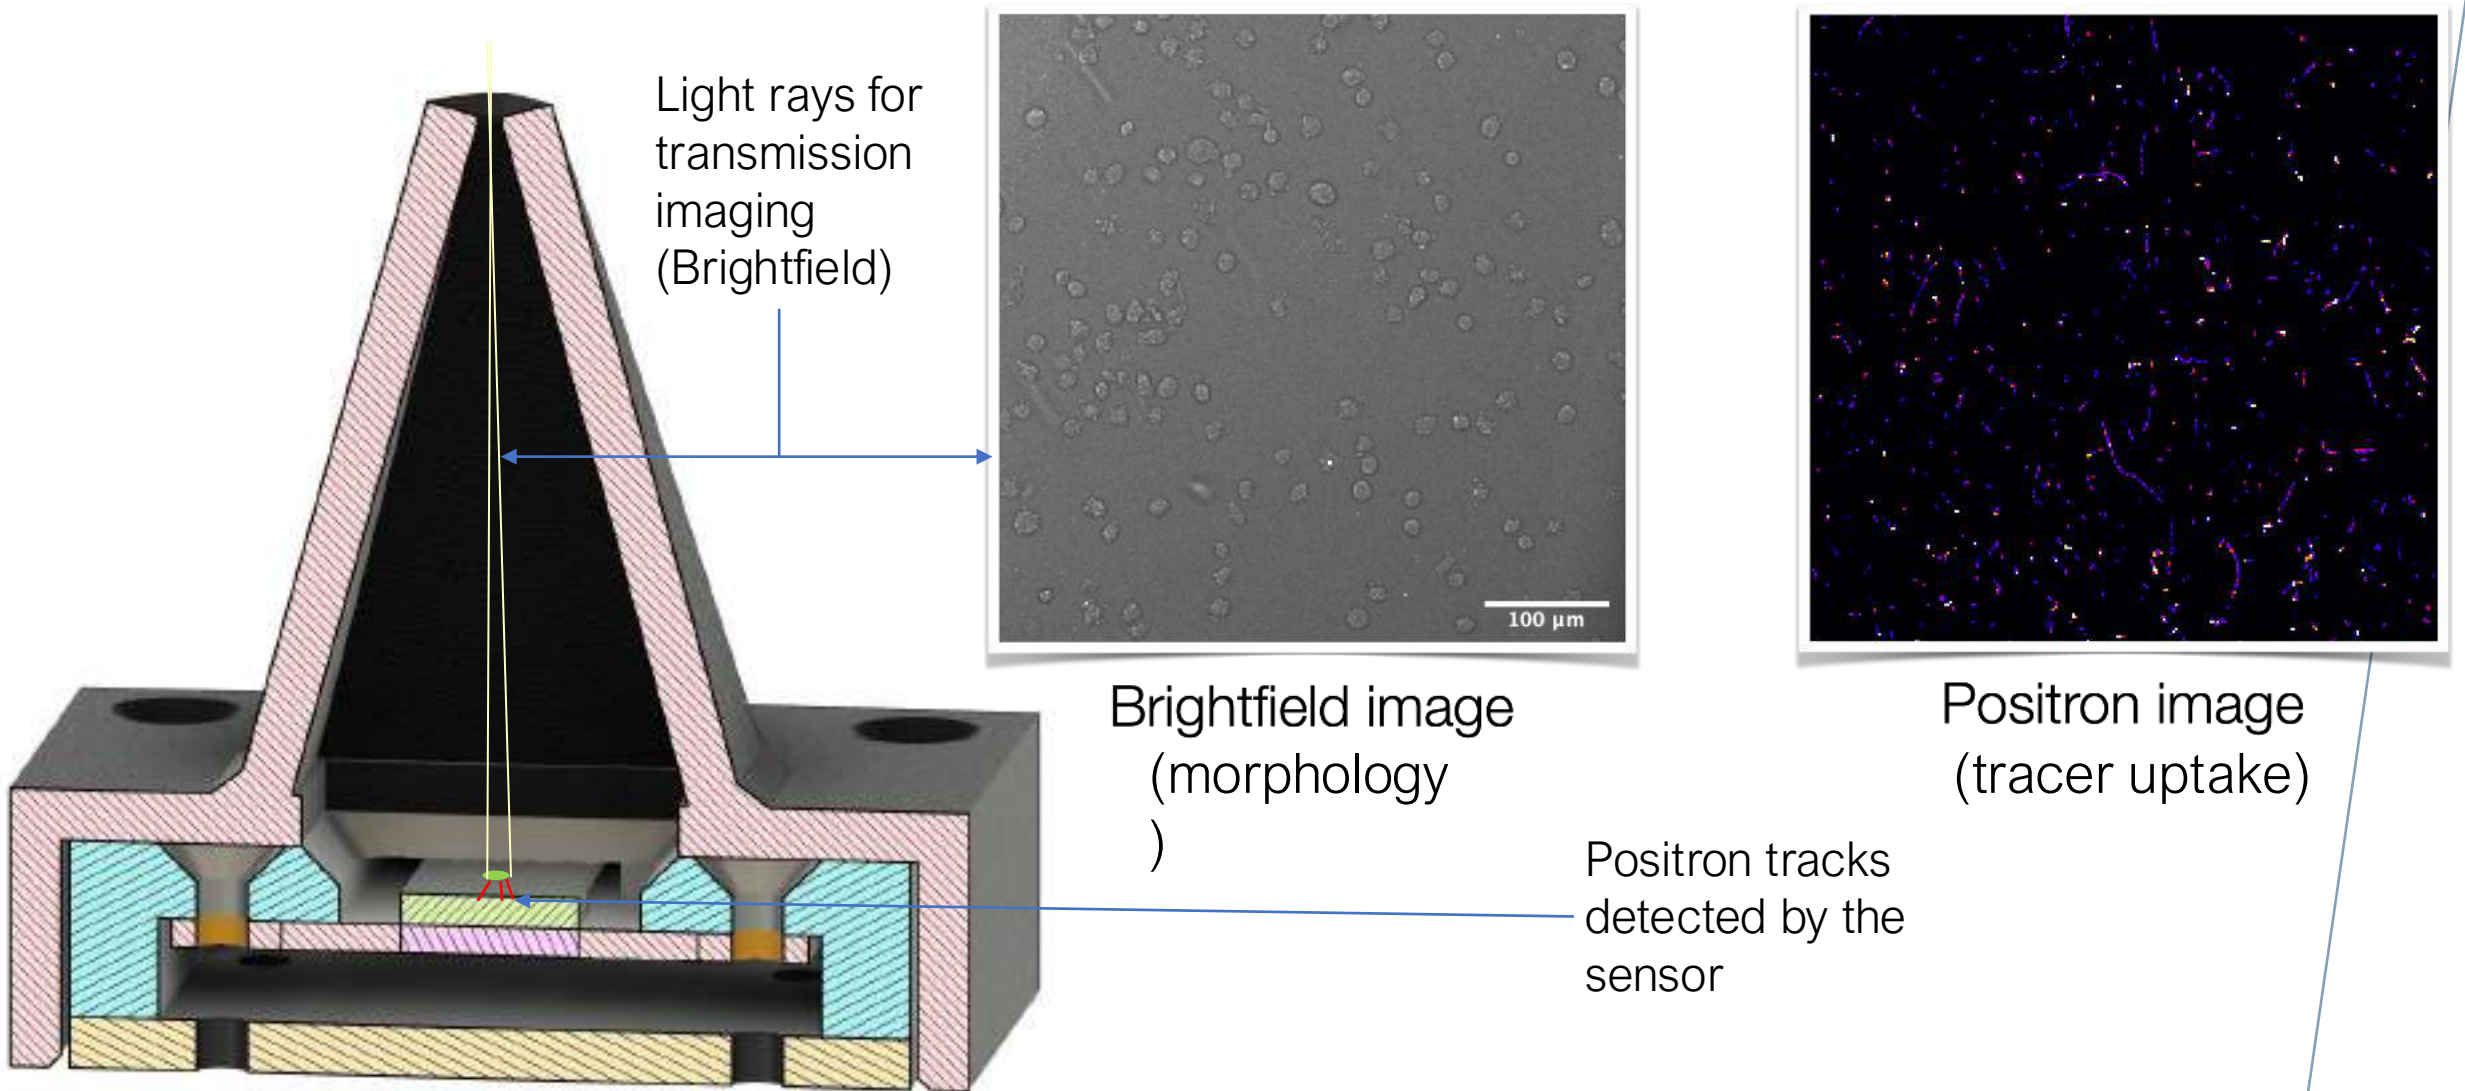 Light rays for
transmission
imaging
(Brightfield)
100 µm
Brightfield image
(morphology
)
Positron image
(tracer uptake)
Positron tracks
detected by the
sensor